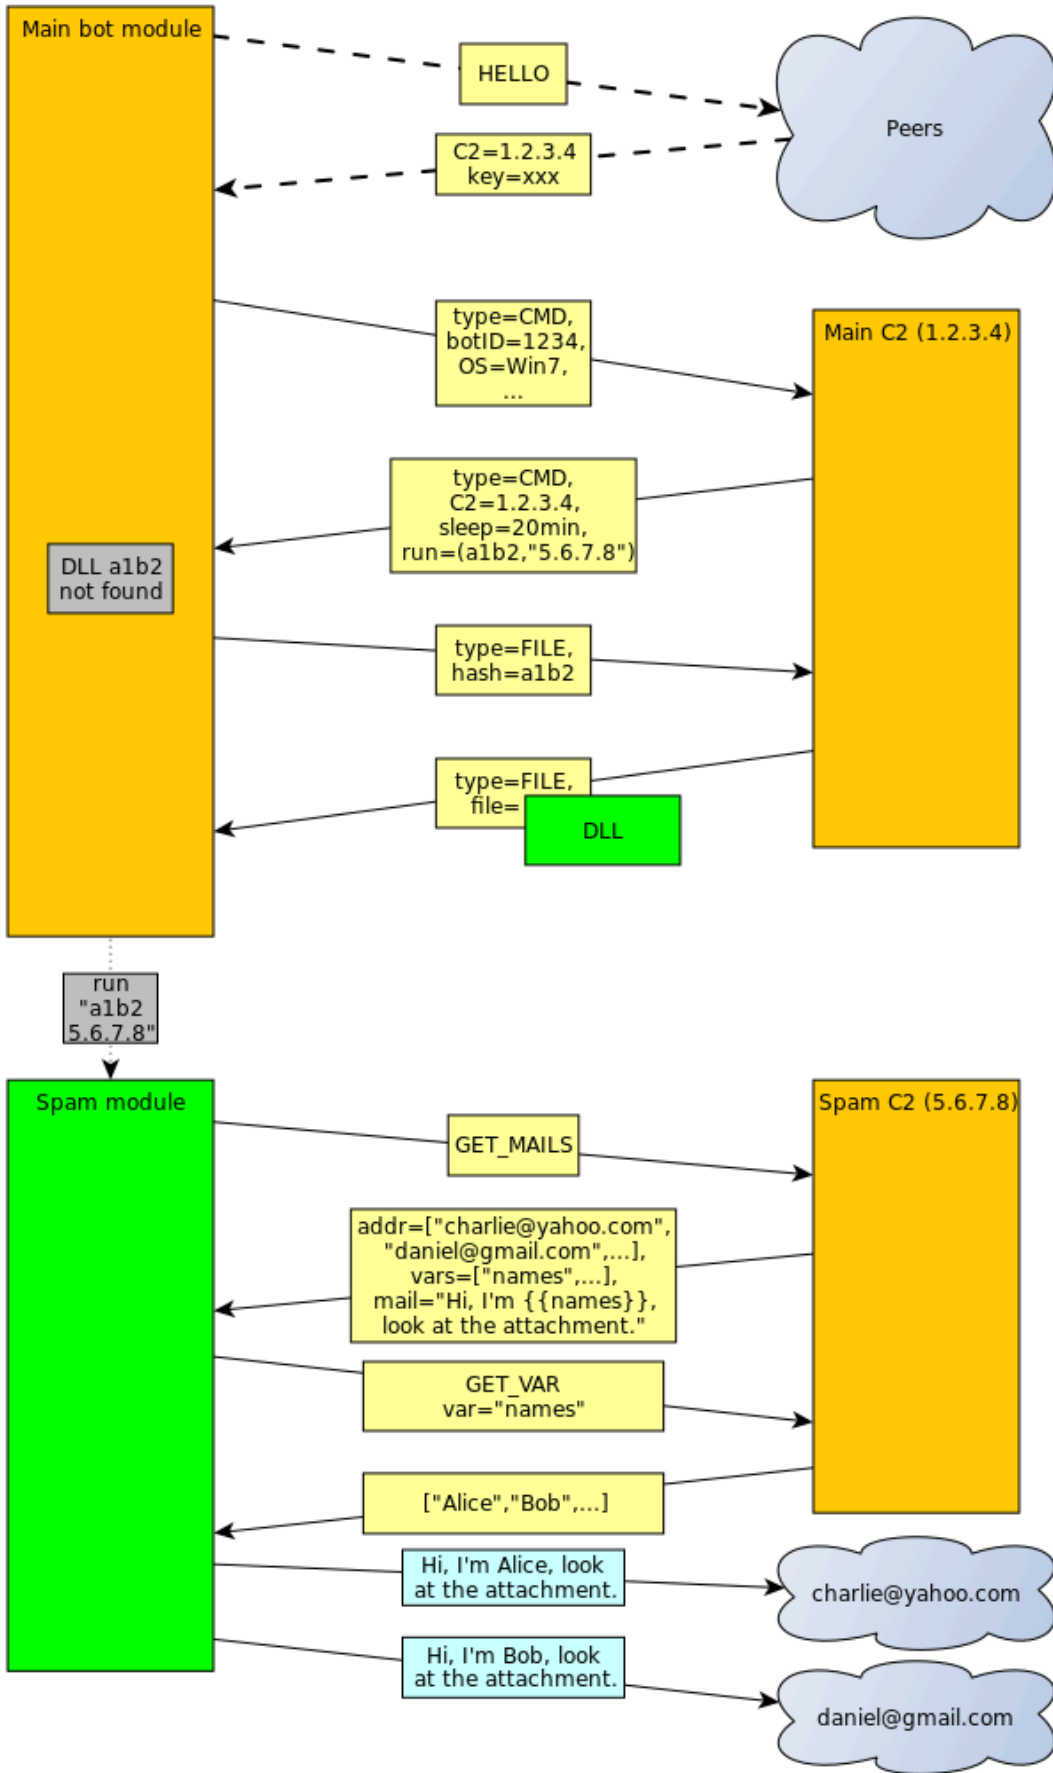 Main bot module
HELLO
Peers
C2=1.2.3.4
key=xxx
type=CMD,
botID=1234,
OS=Win7,
...
Main C2 (1.2.3.4)
type=CMD,
C2=1.2.3.4,
sleep=20min,
run=(a1b2,"5.6.7.8")
DLL a1b2
not found
type=FILE,
hash=a1b2
type=FILE,
file=
DLL
run
"a1b2
5.6.7.8"
Spam module
Spam C2 (5.6.7.8)
GET_MAILS
addr=["charlie@yahoo.com",
"daniel@gmail.com",...],
vars=["names",...],
mail="Hi, I'm {{names}},
look at the attachment."
GET_VAR
var="names"
["Alice","Bob",...]
Hi, I'm Alice, look
at the attachment.
charlie@yahoo.com
Hi, I'm Bob, look
at the attachment.
daniel@gmail.com